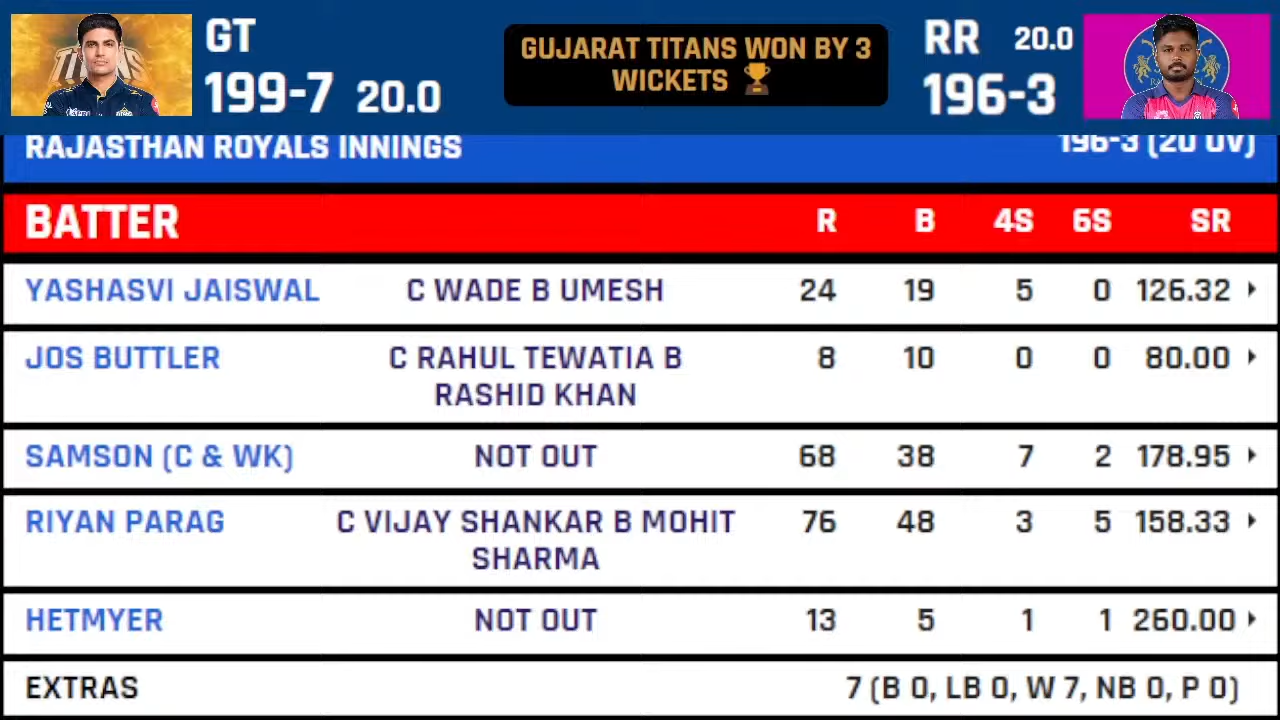 GT
199-7 20.0
GUJARAT TITANS WON BY 3
WICKETS 🏆
RR 20.0
196-3
RAJASTHAN ROYALS INNINGS 196-3 (20 OV)
BATTER R B 4S 6S SR
YASHASVI JAISWAL C WADE B UMESH 24 19 5 0 126.32
JOS BUTTLER C RAHUL TEWATIA B 8 10 0 0 80.00
RASHID KHAN
SAMSON (C & WK) NOT OUT 68 38 7 2 178.95
RIYAN PARAG C VIJAY SHANKAR B MOHIT 76 48 3 5 158.33
SHARMA
HETMYER NOT OUT 13 5 1 1 260.00
EXTRAS 7 (B 0, LB 0, W 7, NB 0, P 0)